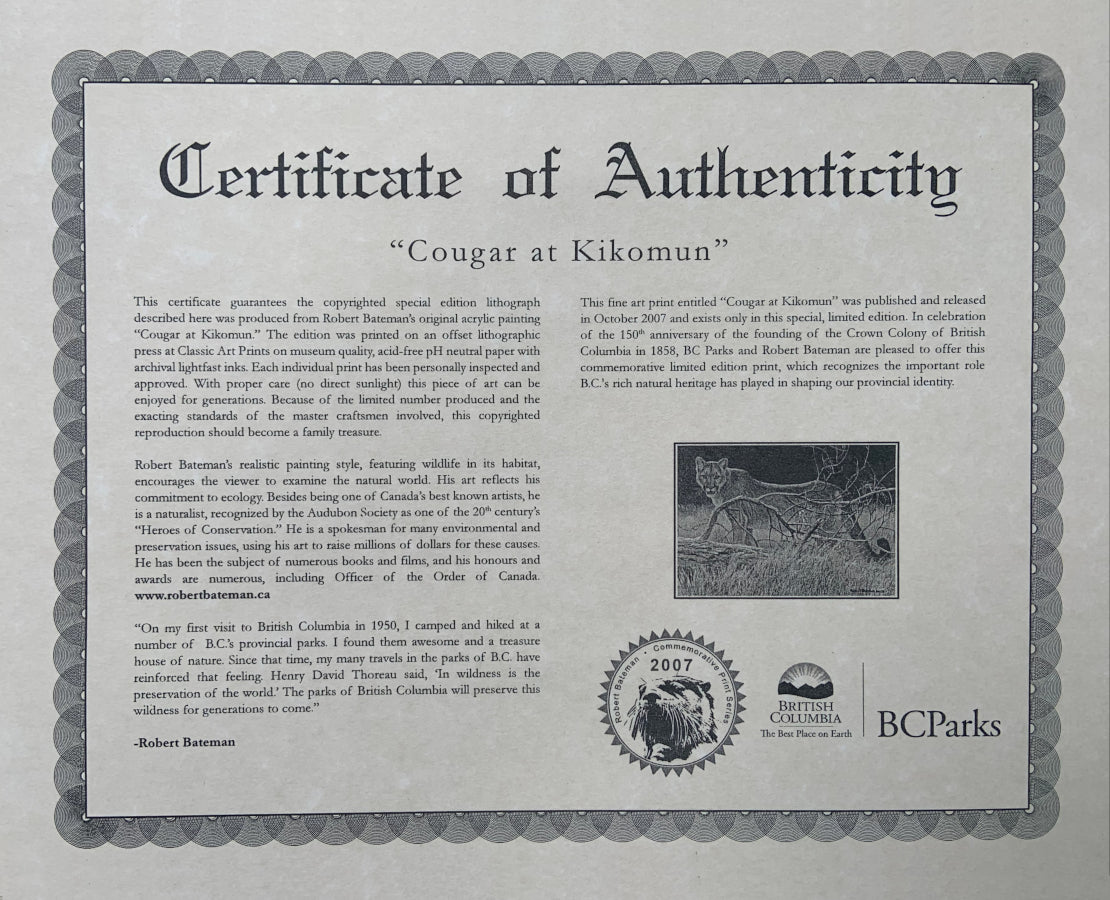 Certificate of Authenticity
“Cougar at Kikomun”
This certificate guarantees the copyrighted special edition lithograph
described here was produced from Robert Bateman’s original acrylic painting
“Cougar at Kikomun.” The edition was printed on an offset lithographic
press at Classic Art Prints on museum quality, acid-free pH neutral paper with
archival lightfast inks. Each individual print has been personally inspected and
approved. With proper care (no direct sunlight) this piece of art can be
enjoyed for generations. Because of the limited number produced and the
exacting standards of the master craftsmen involved, this copyrighted
reproduction should become a family treasure.
Robert Bateman’s realistic painting style, featuring wildlife in its habitat,
encourages the viewer to examine the natural world. His art reflects his
commitment to ecology. Besides being one of Canada’s best known artists, he
is a naturalist, recognized by the Audubon Society as one of the 20th century’s
“Heroes of Conservation.” He is a spokesman for many environmental and
preservation issues, using his art to raise millions of dollars for these causes.
He has been the subject of numerous books and films, and his honours and
awards are numerous, including Officer of the Order of Canada.
www.robertbateman.ca
“On my first visit to British Columbia in 1950, I camped and hiked at a
number of B.C.’s provincial parks. I found them awesome and a treasure
house of nature. Since that time, my many travels in the parks of B.C. have
reinforced that feeling. Henry David Thoreau said, ‘In wildness is the
preservation of the world.’ The parks of British Columbia will preserve this
wildness for generations to come.”
-Robert Bateman
This fine art print entitled “Cougar at Kikomun” was published and released
in October 2007 and exists only in this special, limited edition. In celebration
of the 150th anniversary of the founding of the Crown Colony of British
Columbia in 1858, BC Parks and Robert Bateman are pleased to offer this
commemorative limited edition print, which recognizes the important role
B.C.’s rich natural heritage has played in shaping our provincial identity.
Robert Bateman • Commemorative Print Series
2007
BRITISH
COLUMBIA
The Best Place on Earth
BCParks